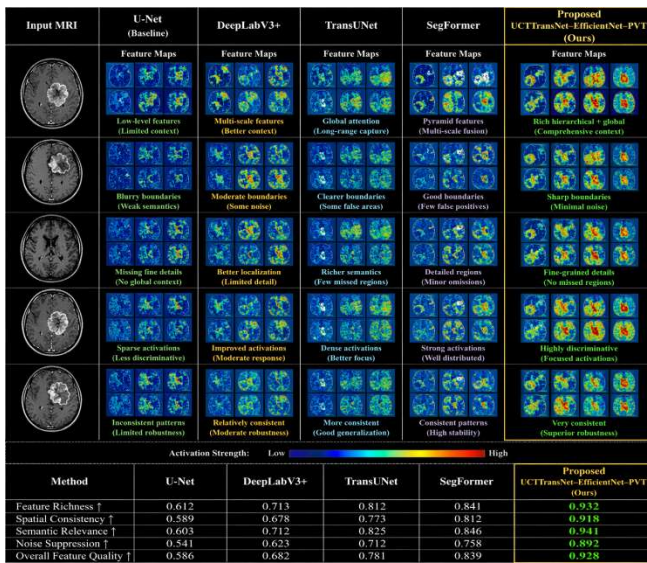 Input MRI U-Net (Baseline) DeepLabV3+ TransUNet SegFormer Proposed UCTTransNet–EfficientNet–PVT (Ours)
Feature Maps Feature Maps Feature Maps Feature Maps Feature Maps
Low-level features Multi-scale features Global attention Pyramid features Rich hierarchical + global
(Limited context) (Better context) (Long-range capture) (Multi-scale fusion) (Comprehensive context)
Blurry boundaries Moderate boundaries Clearer boundaries Good boundaries Sharp boundaries
(Weak semantics) (Some noise) (Some false areas) (Few false positives) (Minimal noise)
Missing fine details Better localization Richer semantics Detailed regions Fine-grained details
(No global context) (Limited detail) (Few missed regions) (Minor omissions) (No missed regions)
Sparse activations Improved activations Dense activations Strong activations Highly discriminative
(Less discriminative) (Moderate response) (Better focus) (Well distributed) (Focused activations)
Inconsistent patterns Relatively consistent More consistent Consistent patterns Very consistent
(Limited robustness) (Moderate robustness) (Good generalization) (High stability) (Superior robustness)
Activation Strength: Low High
Method U-Net DeepLabV3+ TransUNet SegFormer Proposed UCTTransNet–EfficientNet–PVT (Ours)
Feature Richness ↑ 0.612 0.713 0.812 0.841 0.932
Spatial Consistency ↑ 0.589 0.678 0.773 0.812 0.918
Semantic Relevance ↑ 0.603 0.712 0.825 0.846 0.941
Noise Suppression ↑ 0.541 0.623 0.712 0.758 0.892
Overall Feature Quality ↑ 0.586 0.682 0.781 0.839 0.928